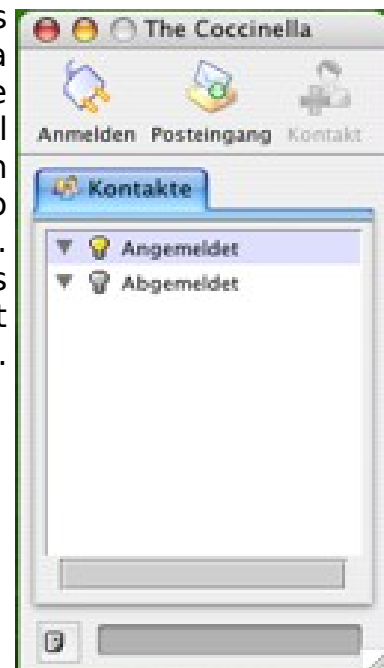 The Coccinella
Anmelden Posteingang Kontakt
Kontakte
Angemeldet
Abgemeldet